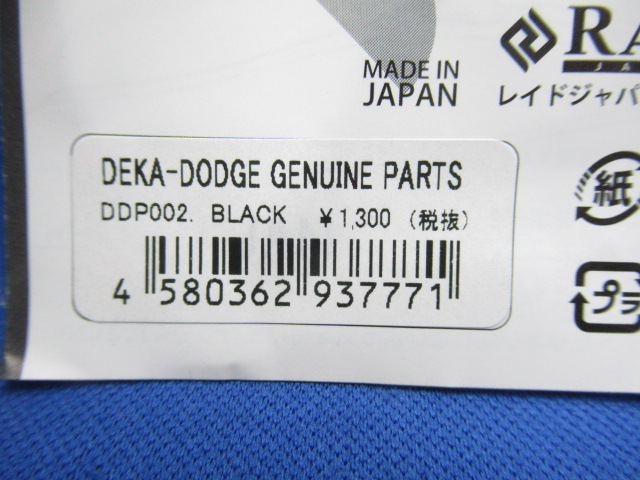 MADE IN
JAPAN
レイドジャパ
DEKA-DODGE GENUINE PARTS
DDP002. BLACK ¥1,300 (税抜)
4 580362 937771
紙
プラ